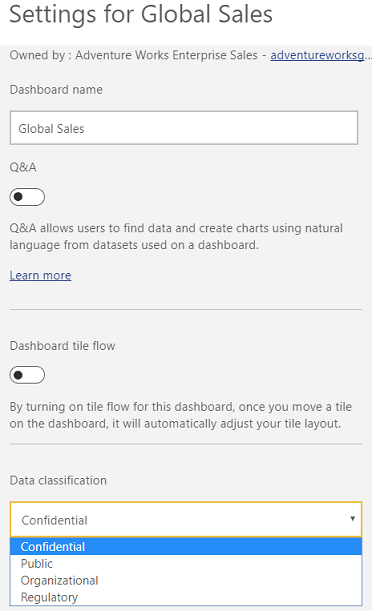 Settings for Global Sales
Owned by : Adventure Works Enterprise Sales - adventureworksg...
Dashboard name
Global Sales
Q&A
Q&A allows users to find data and create charts using natural
language from datasets used on a dashboard.
Learn more
Dashboard tile flow
By turning on tile flow for this dashboard, once you move a tile
on the dashboard, it will automatically adjust your tile layout.
Data classification
Confidential
Confidential
Public
Organizational
Regulatory